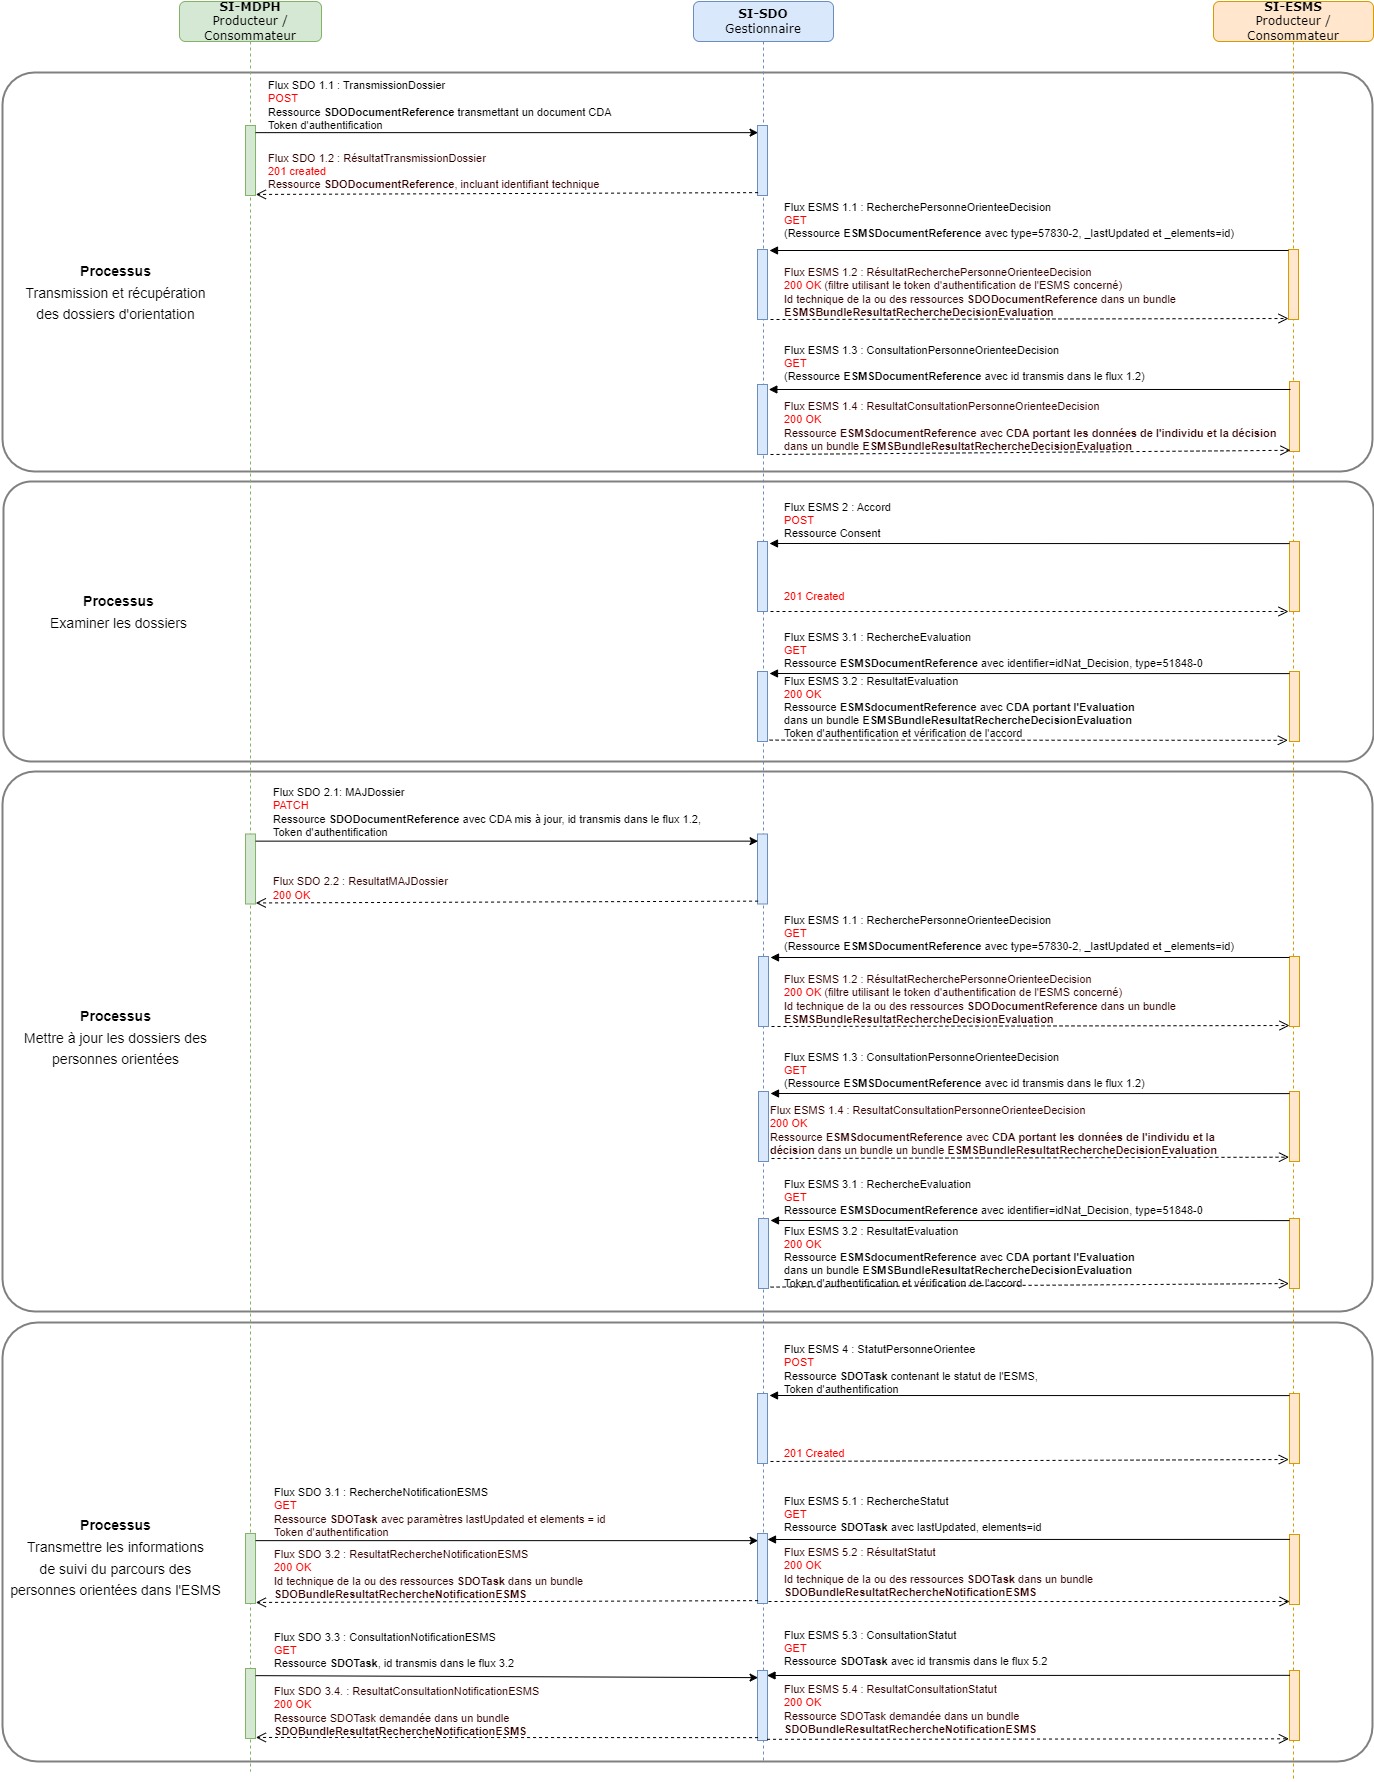 SI-MDPH
Producteur /
Consommateur
SI-SDO
Gestionnaire
SI-ESMS
Producteur /
Consommateur
Processus
Transmission et récupération
des dossiers d'orientation
Flux SDO 1.1 : TransmissionDossier
POST
Ressource SDODocumentReference transmettant un document CDA
Token d'authentification
Flux SDO 1.2 : RésultatTransmissionDossier
201 created
Ressource SDODocumentReference, incluant identifiant technique
Flux ESMS 1.1 : RecherchePersonneOrienteeDecision
GET
(Ressource ESMSDocumentReference avec type=57830-2, _lastUpdated et _elements=id)
Flux ESMS 1.2 : RésultatRecherchePersonneOrienteeDecision
200 OK (filtre utilisant le token d'authentification de l'ESMS concerné)
Id technique de la ou des ressources SDODocumentReference dans un bundle
ESMSBundleResultatRechercheDecisionEvaluation
Flux ESMS 1.3 : ConsultationPersonneOrienteeDecision
GET
(Ressource ESMSDocumentReference avec id transmis dans le flux 1.2)
Flux ESMS 1.4 : ResultatConsultationPersonneOrienteeDecision
200 OK
Ressource ESMSdocumentReference avec CDA portant les données de l'individu et la décision
dans un bundle ESMSBundleResultatRechercheDecisionEvaluation
Processus
Examiner les dossiers
Flux ESMS 2 : Accord
POST
Ressource Consent
201 Created
Flux ESMS 3.1 : RechercheEvaluation
GET
Ressource ESMSDocumentReference avec identifier=idNat_Decision, type=51848-0
Flux ESMS 3.2 : ResultatEvaluation
200 OK
Ressource ESMSdocumentReference avec CDA portant l'Evaluation
dans un bundle ESMSBundleResultatRechercheDecisionEvaluation
Token d'authentification et vérification de l'accord
Processus
Mettre à jour les dossiers des
personnes orientées
Flux SDO 2.1: MAJDossier
PATCH
Ressource SDODocumentReference avec CDA mis à jour, id transmis dans le flux 1.2,
Token d'authentification
Flux SDO 2.2 : ResultatMAJDossier
200 OK
Flux ESMS 1.1 : RecherchePersonneOrienteeDecision
GET
(Ressource ESMSDocumentReference avec type=57830-2, _lastUpdated et _elements=id)
Flux ESMS 1.2 : RésultatRecherchePersonneOrienteeDecision
200 OK (filtre utilisant le token d'authentification de l'ESMS concerné)
Id technique de la ou des ressources SDODocumentReference dans un bundle
ESMSBundleResultatRechercheDecisionEvaluation
Flux ESMS 1.3 : ConsultationPersonneOrienteeDecision
GET
(Ressource ESMSDocumentReference avec id transmis dans le flux 1.2)
Flux ESMS 1.4 : ResultatConsultationPersonneOrienteeDecision
200 OK
Ressource ESMSdocumentReference avec CDA portant les données de l'individu et la
décision dans un bundle un bundle ESMSBundleResultatRechercheDecisionEvaluation
Flux ESMS 3.1 : RechercheEvaluation
GET
Ressource ESMSDocumentReference avec identifier=idNat_Decision, type=51848-0
Flux ESMS 3.2 : ResultatEvaluation
200 OK
Ressource ESMSdocumentReference avec CDA portant l'Evaluation
dans un bundle ESMSBundleResultatRechercheDecisionEvaluation
Token d'authentification et vérification de l'accord
Processus
Transmettre les informations
de suivi du parcours des
personnes orientées dans l'ESMS
Flux ESMS 4 : StatutPersonneOrientee
POST
Ressource SDOTask contenant le statut de l'ESMS,
Token d'authentification
201 Created
Flux SDO 3.1 : RechercheNotificationESMS
GET
Ressource SDOTask avec paramètres lastUpdated et elements = id
Token d'authentification
Flux SDO 3.2 : ResultatRechercheNotificationESMS
200 OK
Id technique de la ou des ressources SDOTask dans un bundle
SDOBundleResultatRechercheNotificationESMS
Flux ESMS 5.1 : RechercheStatut
GET
Ressource SDOTask avec lastUpdated, elements=id
Flux ESMS 5.2 : RésultatStatut
200 OK
Id technique de la ou des ressources SDOTask dans un bundle
SDOBundleResultatRechercheNotificationESMS
Flux SDO 3.3 : ConsultationNotificationESMS
GET
Ressource SDOTask, id transmis dans le flux 3.2
Flux SDO 3.4. : ResultatConsultationNotificationESMS
200 OK
Ressource SDOTask demandée dans un bundle
SDOBundleResultatRechercheNotificationESMS
Flux ESMS 5.3 : ConsultationStatut
GET
Ressource SDOTask avec id transmis dans le flux 5.2
Flux ESMS 5.4 : ResultatConsultationStatut
200 OK
Ressource SDOTask demandée dans un bundle
SDOBundleResultatRechercheNotificationESMS